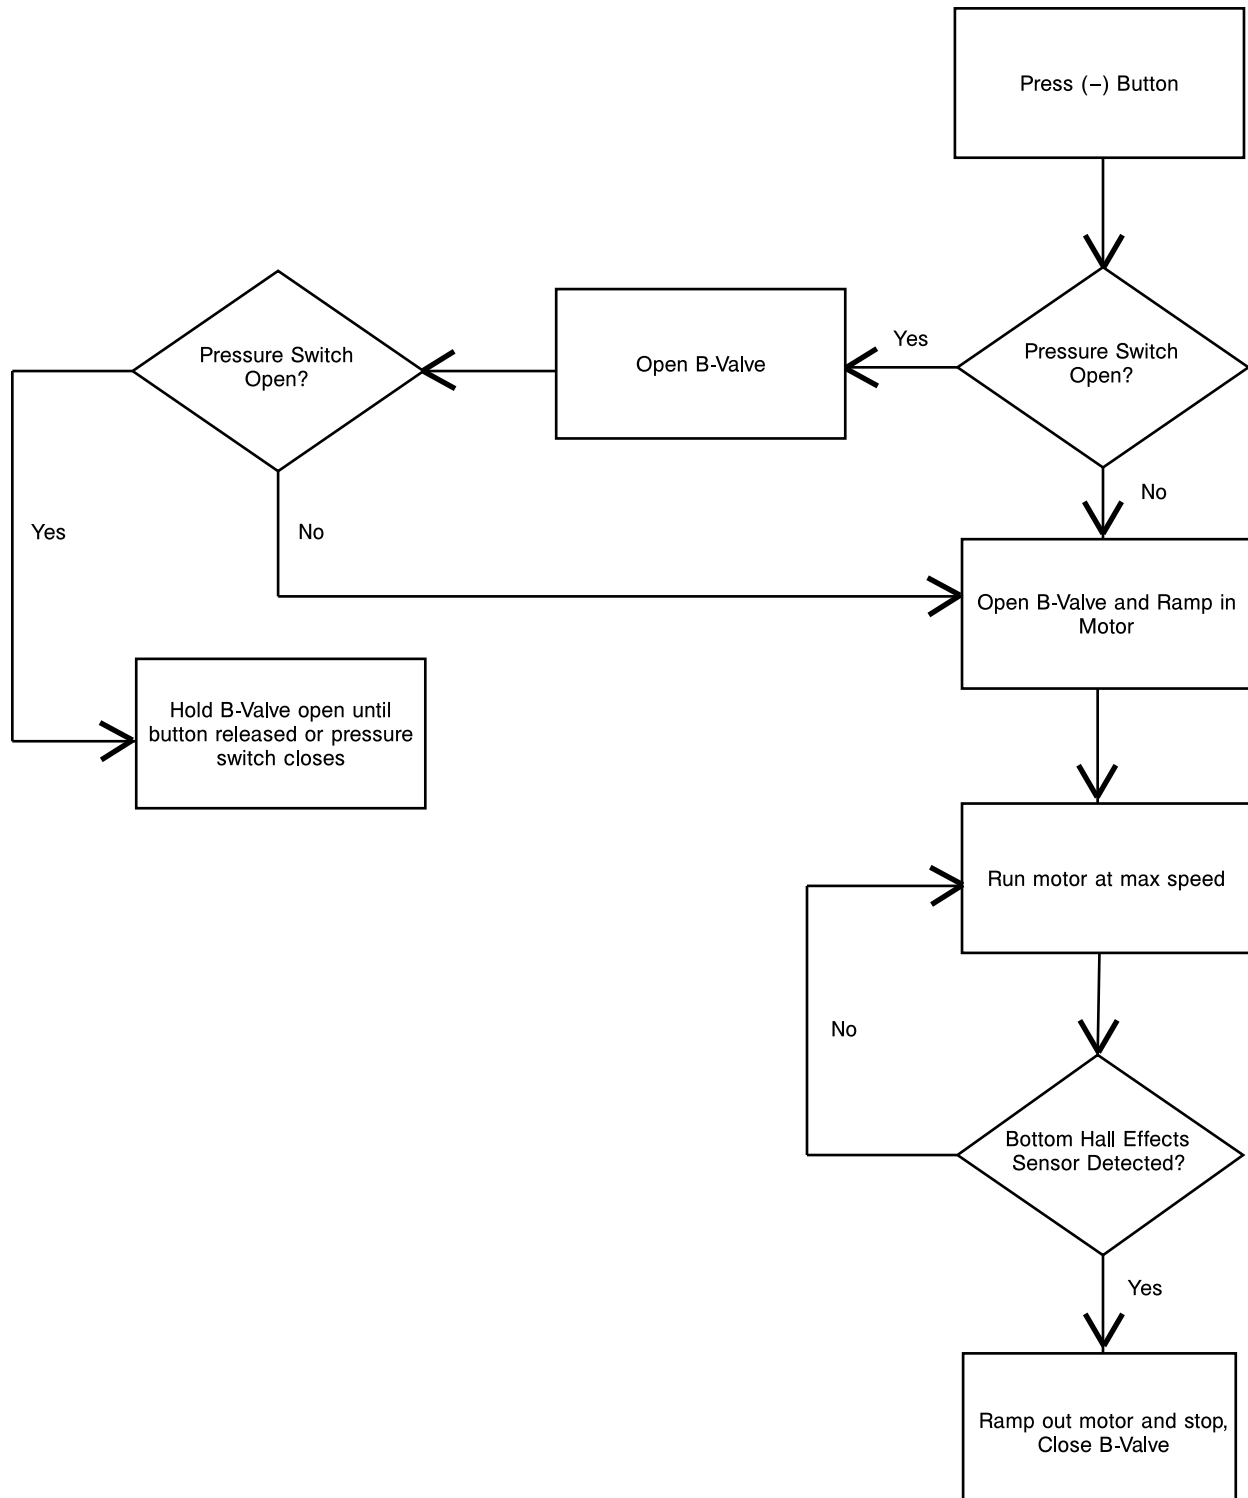 Press (–) Button
Pressure Switch
Open?
Yes
Open B-Valve
Pressure Switch
Open?
No
Yes
No
Open B-Valve and Ramp in
Motor
Hold B-Valve open until
button released or pressure
switch closes
Run motor at max speed
No
Bottom Hall Effects
Sensor Detected?
Yes
Ramp out motor and stop,
Close B-Valve